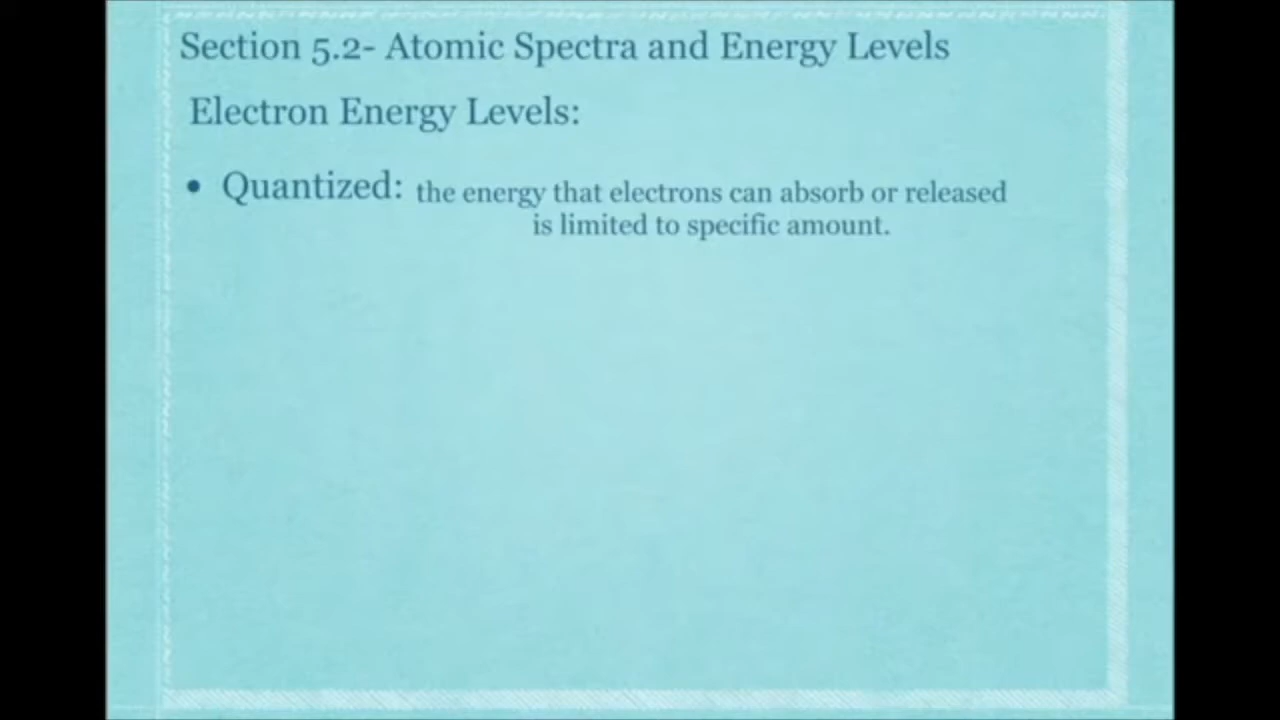 Section 5.2- Atomic Spectra and Energy Levels
Electron Energy Levels:
• Quantized: the energy that electrons can absorb or released
is limited to specific amount.